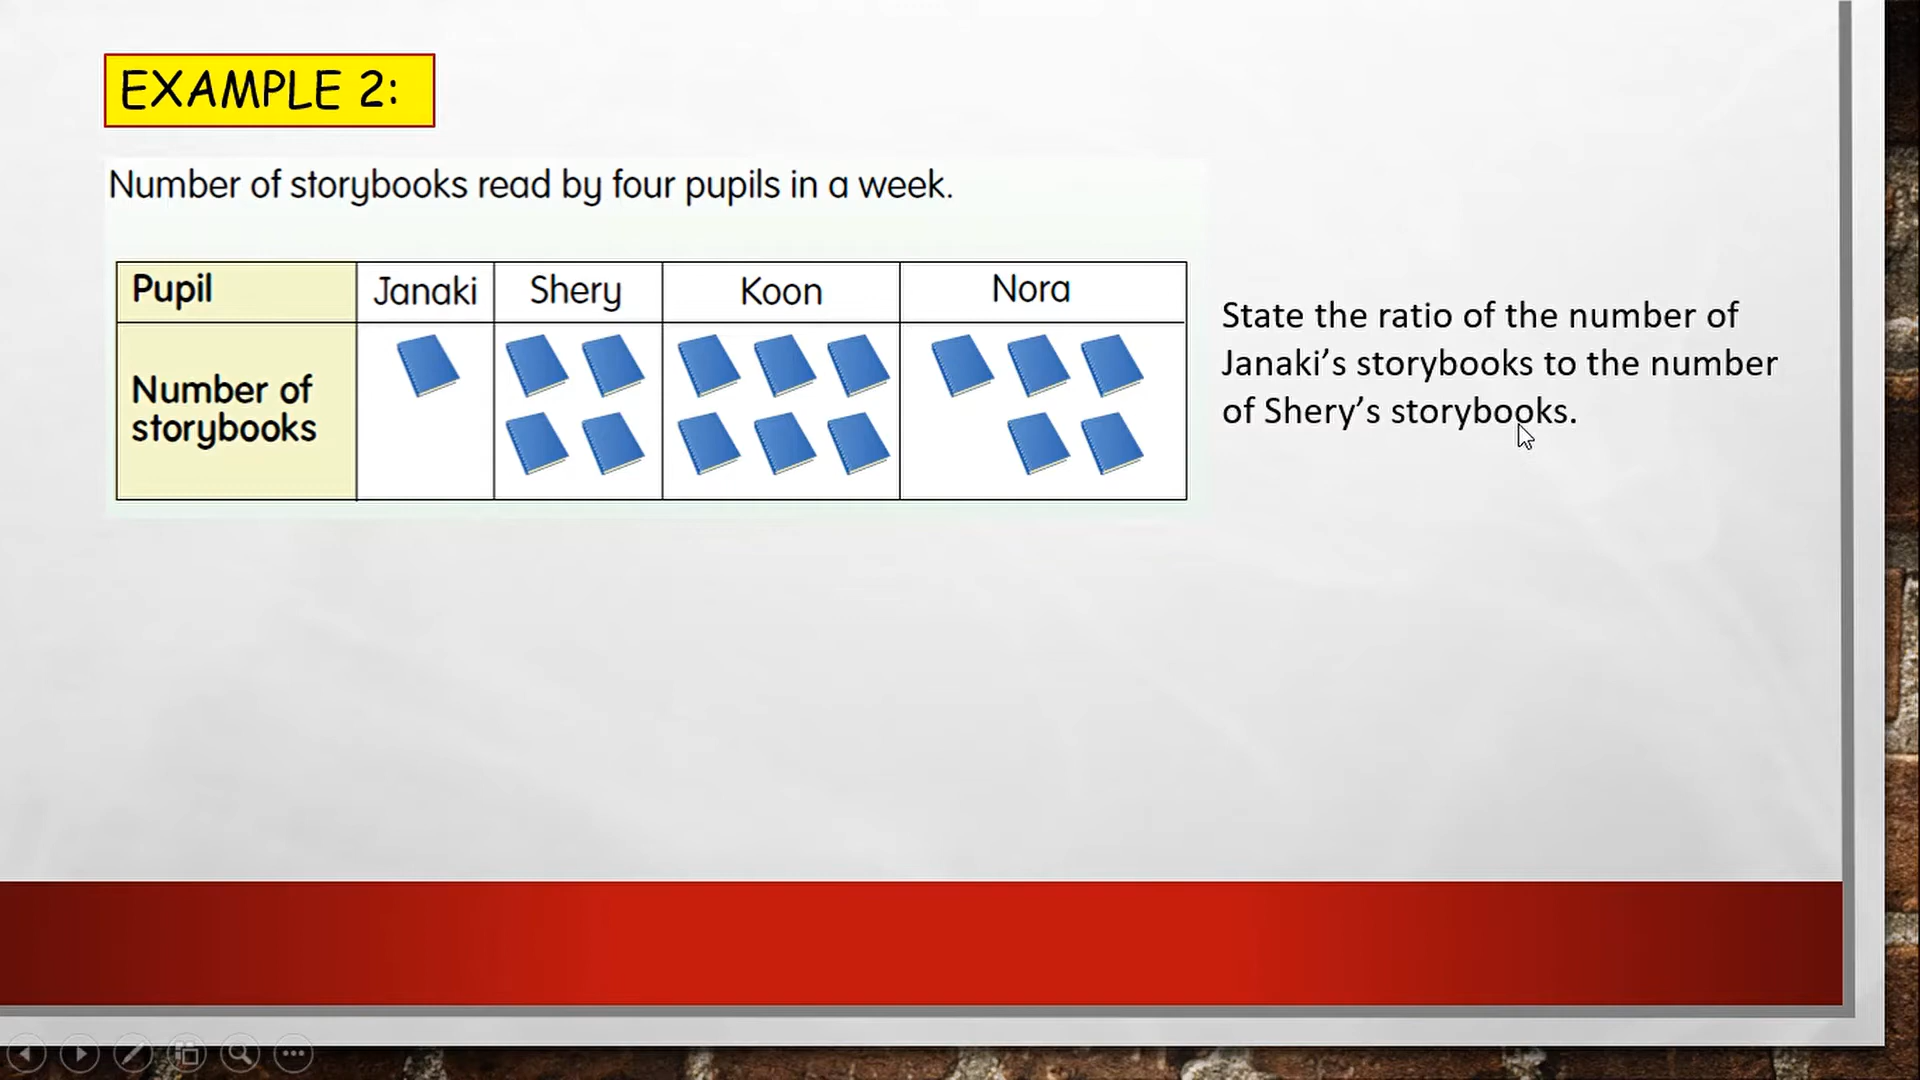 EXAMPLE 2:
Number of storybooks read by four pupils in a week.
Pupil Janaki Shery Koon Nora
Number of
storybooks
State the ratio of the number of
Janaki’s storybooks to the number
of Shery’s storybooks.